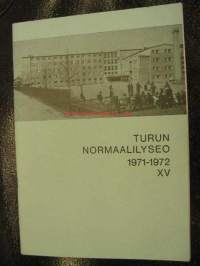 TURUN
NORMAALILYSEO
1971-1972
XV